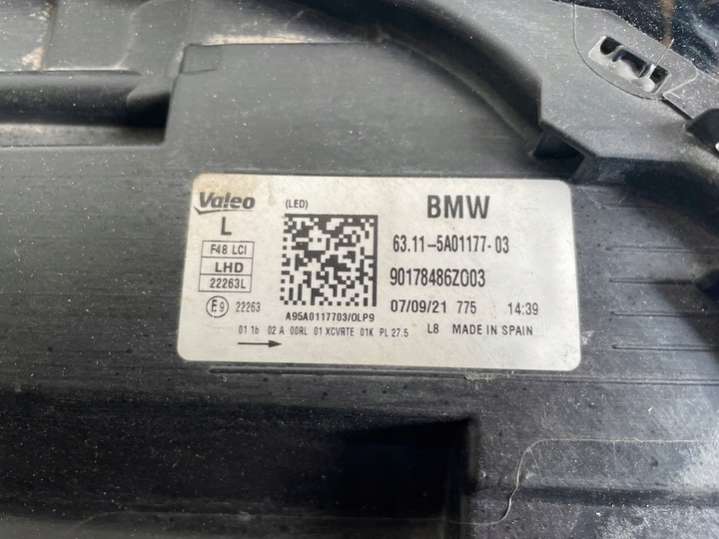 Valeo (LED) BMW
L
F48 LCI
LHD
22263L
E9 22263
63.11-5A01177-03
90178486Z003
A95A0117703/OLP9
07/09/21 775 14:39
01 1b 02 A 00RL 01 XCVRTE 01K PL 27.5 L8 MADE IN SPAIN